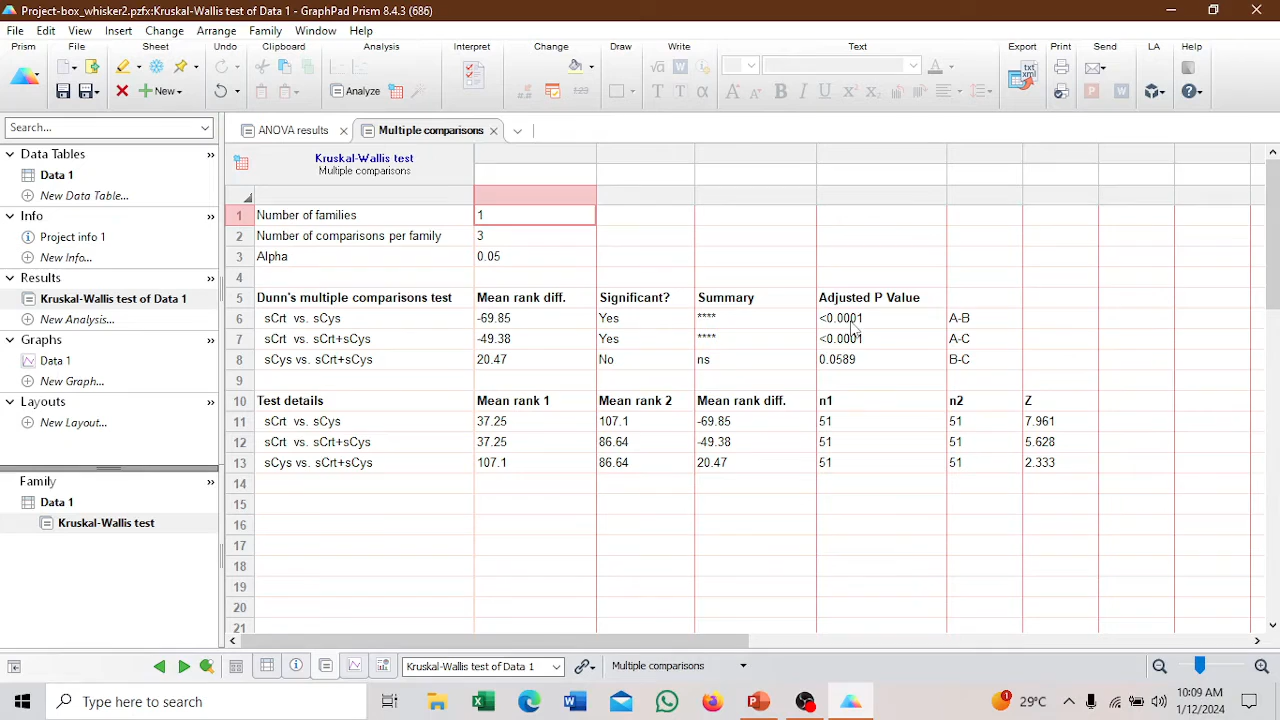 Project-box_whisker2.pzfx:Kruskal-Wallis test of Data 1 - GraphPad Prism 8.4.3 (686)
File Edit View Insert Change Arrange Family Window Help
Prism File Sheet Undo Clipboard Analysis Interpret Change Draw Write Text Export Print Send LA Help
New
Analyze
Search...
ANOVA results
Multiple comparisons
Data Tables
Data 1
New Data Table...
Info
Project info 1
New Info...
Results
Kruskal-Wallis test of Data 1
New Analysis...
Graphs
Data 1
New Graph...
Layouts
New Layout...
Family
Data 1
Kruskal-Wallis test
Kruskal-Wallis test
Multiple comparisons
1 Number of families 1
2 Number of comparisons per family 3
3 Alpha 0.05
4
5 Dunn's multiple comparisons test Mean rank diff. Significant? Summary Adjusted P Value
6 sCrt vs. sCys -69.85 Yes **** <0.0001 A-B
7 sCrt vs. sCrt+sCys -49.38 Yes **** <0.0001 A-C
8 sCys vs. sCrt+sCys 20.47 No ns 0.0589 B-C
9
10 Test details Mean rank 1 Mean rank 2 Mean rank diff. n1 n2 Z
11 sCrt vs. sCys 37.25 107.1 -69.85 51 51 7.961
12 sCrt vs. sCrt+sCys 37.25 86.64 -49.38 51 51 5.628
13 sCys vs. sCrt+sCys 107.1 86.64 20.47 51 51 2.333
14
15
16
17
18
19
20
21
Kruskal-Wallis test of Data 1
Multiple comparisons
Type here to search
29°C
10:09 AM
1/12/2024